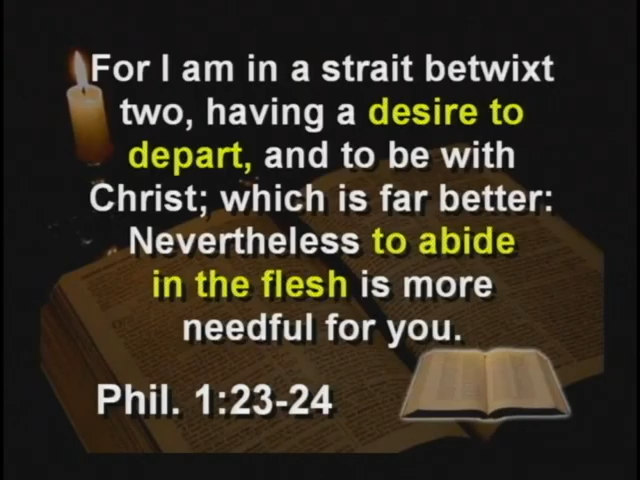 For I am in a strait betwixt
two, having a desire to
depart, and to be with
Christ; which is far better:
Nevertheless to abide
in the flesh is more
needful for you.
Phil. 1:23-24